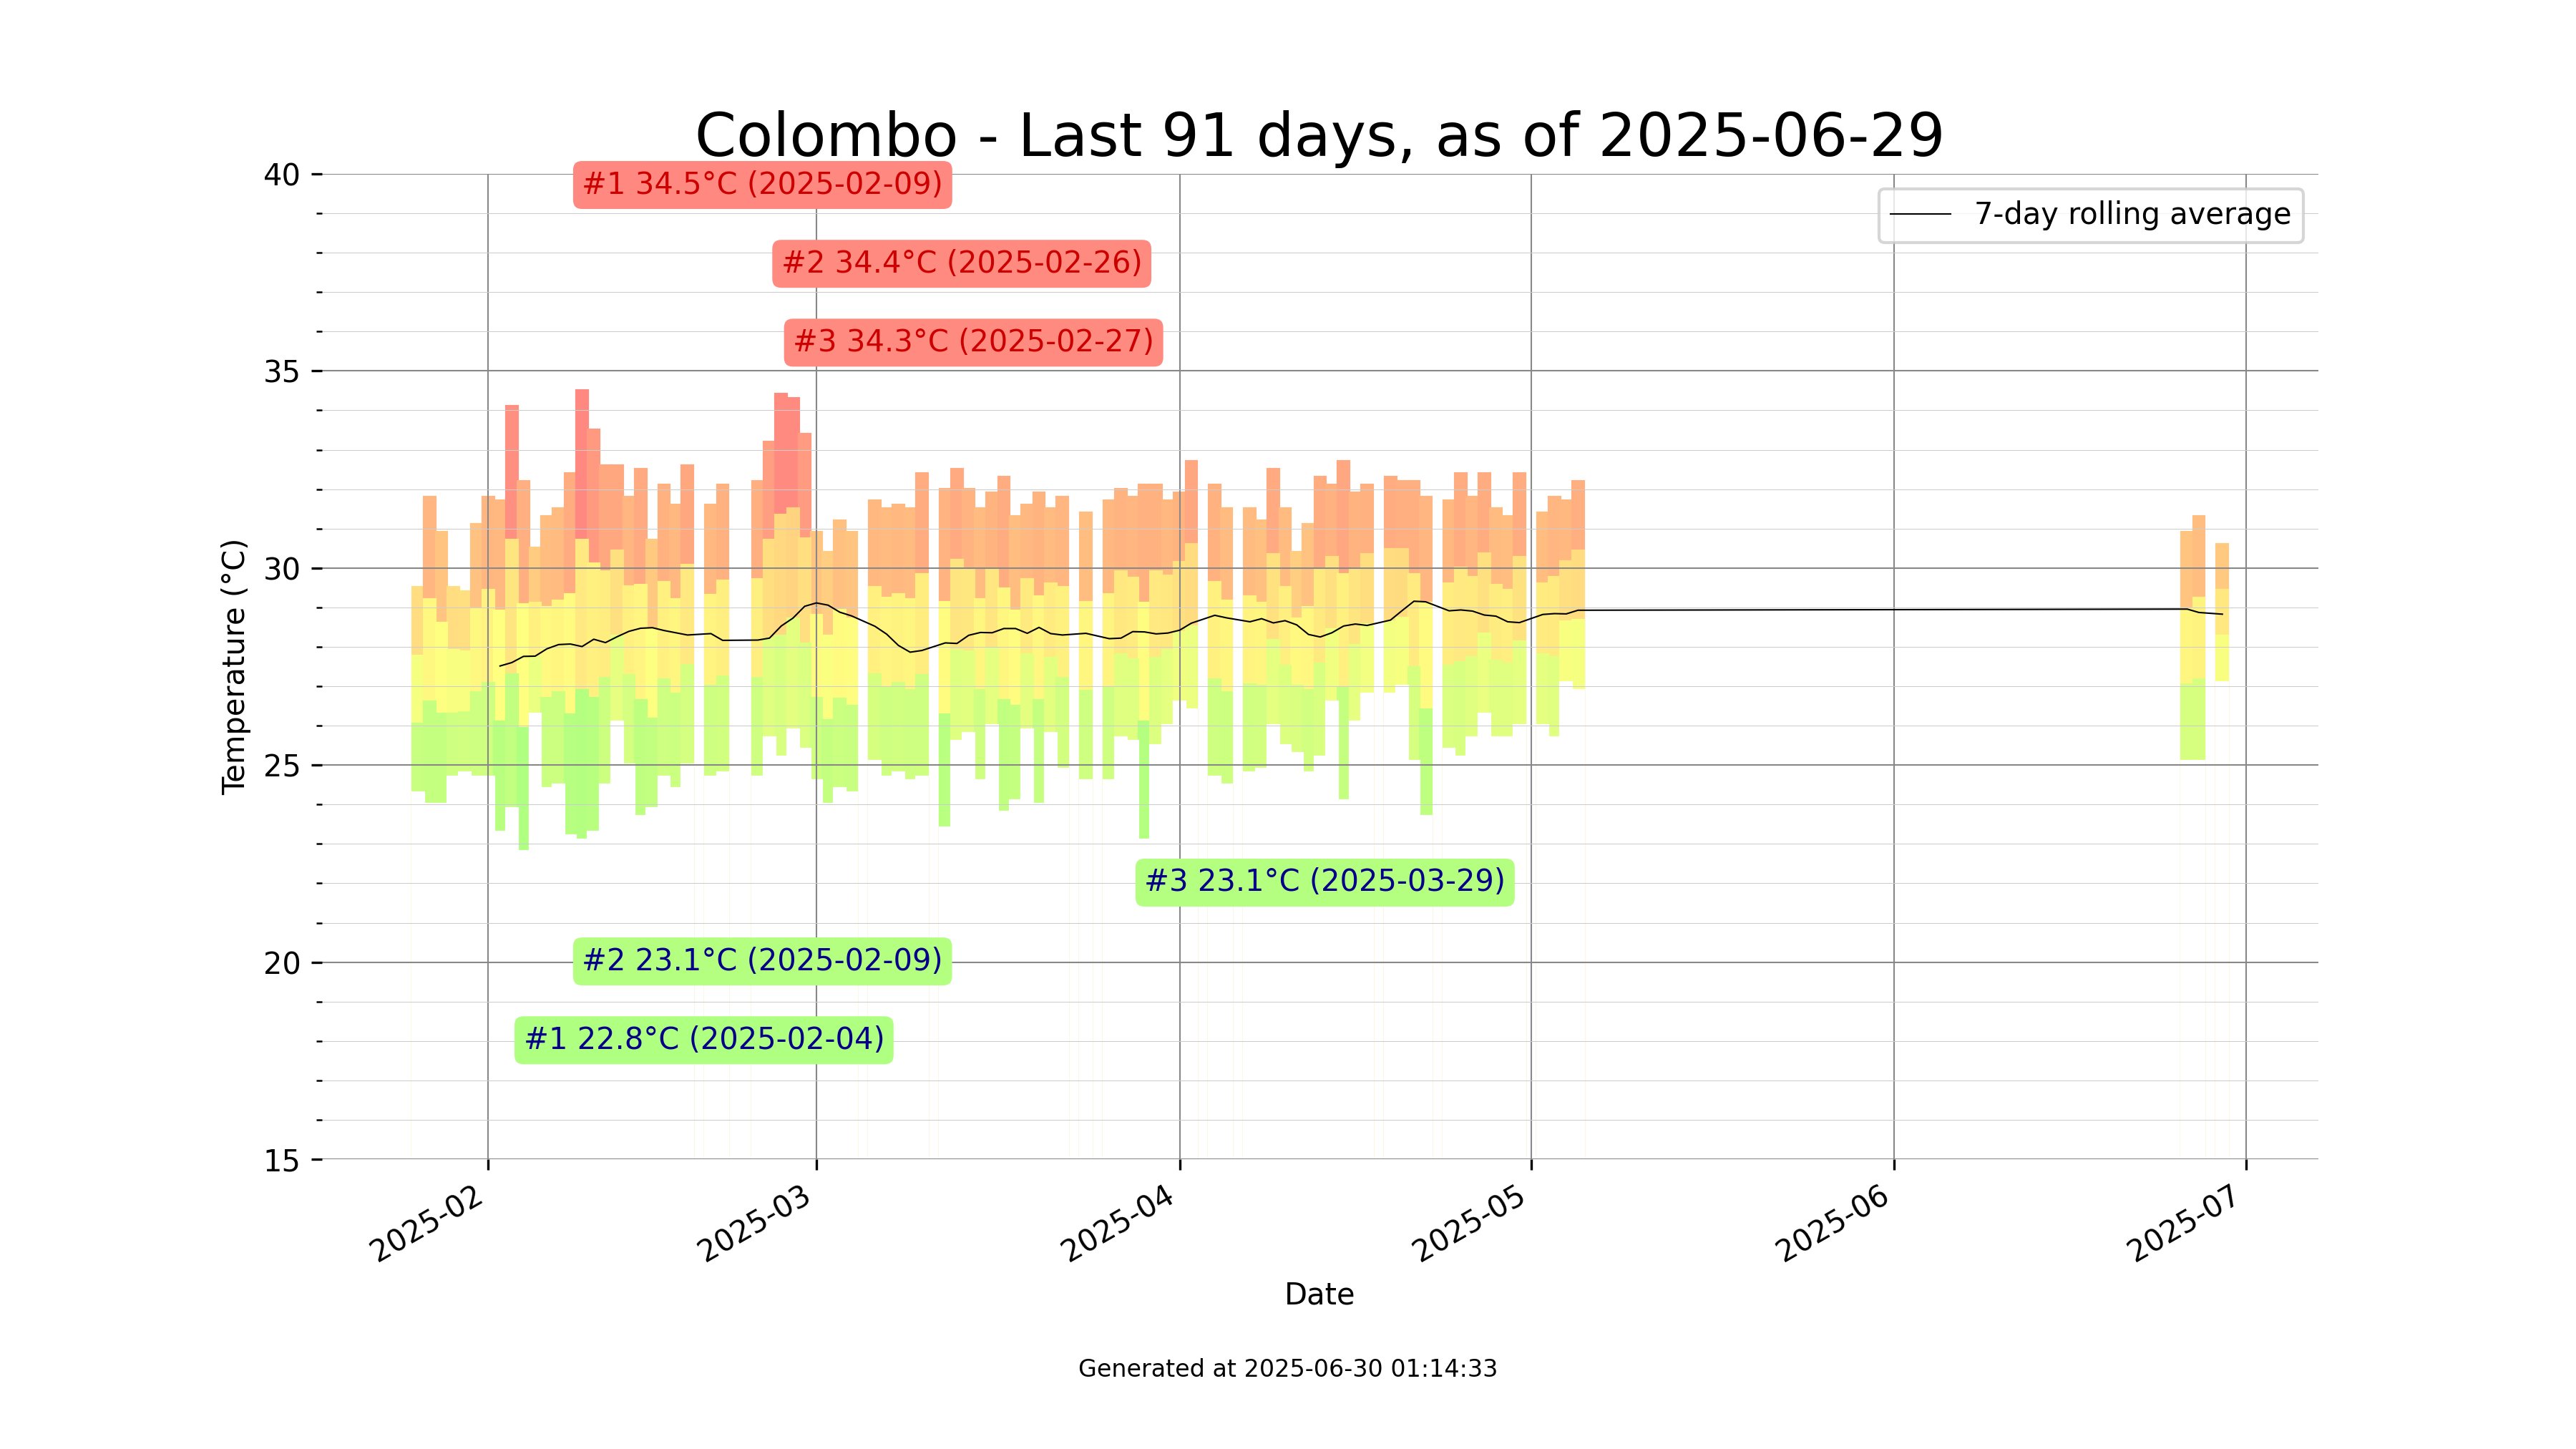 Colombo - Last 91 days, as of 2025-06-29
40
#1 34.5°C (2025-02-09)
7-day rolling average
#2 34.4°C (2025-02-26)
#3 34.3°C (2025-02-27)
35
30
Temperature (°C)
25
#3 23.1°C (2025-03-29)
20
#2 23.1°C (2025-02-09)
#1 22.8°C (2025-02-04)
15
2025-02
2025-03
2025-04
2025-05
2025-06
2025-07
Date
Generated at 2025-06-30 01:14:33